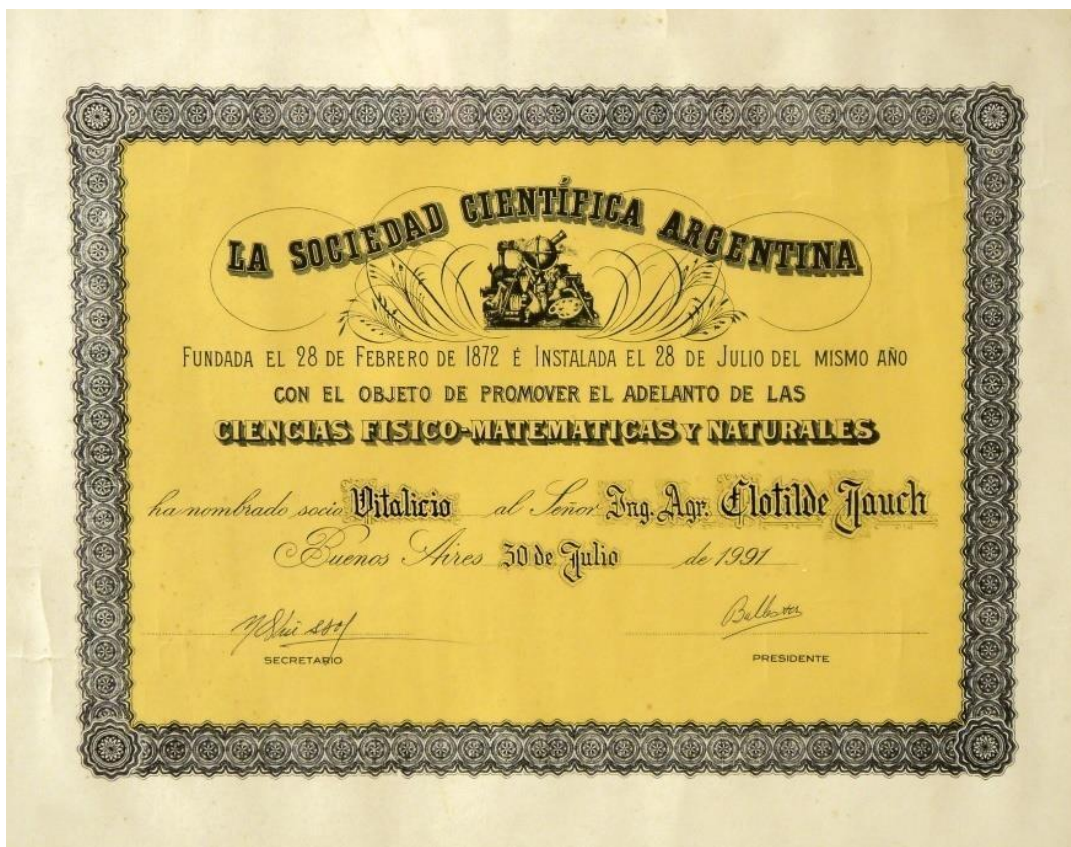 LA SOCIEDAD CIENTÍFICA ARGENTINA
FUNDADA EL 28 DE FEBRERO DE 1872 É INSTALADA EL 28 DE JULIO DEL MISMO AÑO
CON EL OBJETO DE PROMOVER EL ADELANTO DE LAS
CIENCIAS FISICO-MATEMATICAS Y NATURALES
ha nombrado socio Vitalicio al Señor Ing. Agr. Clotilde Jauch
Buenos Aires 30 de Julio de 1991
SECRETARIO PRESIDENTE